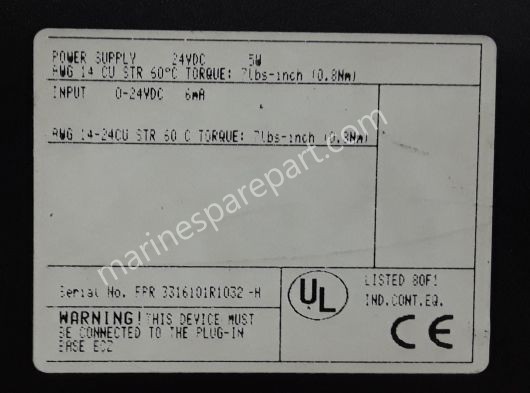 POWER SUPPLY 24VDC 5W
AWG 14 CU STR 60°C TORQUE: 7lbs-inch (0.8Nm)
INPUT 0-24VDC 6mA
AWG 14-24CU STR 60 C TORQUE: 7lbs-inch (0.8Nm)
marinesparepart.com
Serial No. FPR 3316101R1032 -H
UL
LISTED 80F1
IND.CONT.EQ.
CE
WARNING! THIS DEVICE MUST
BE CONNECTED TO THE PLUG-IN
BASE ECZ